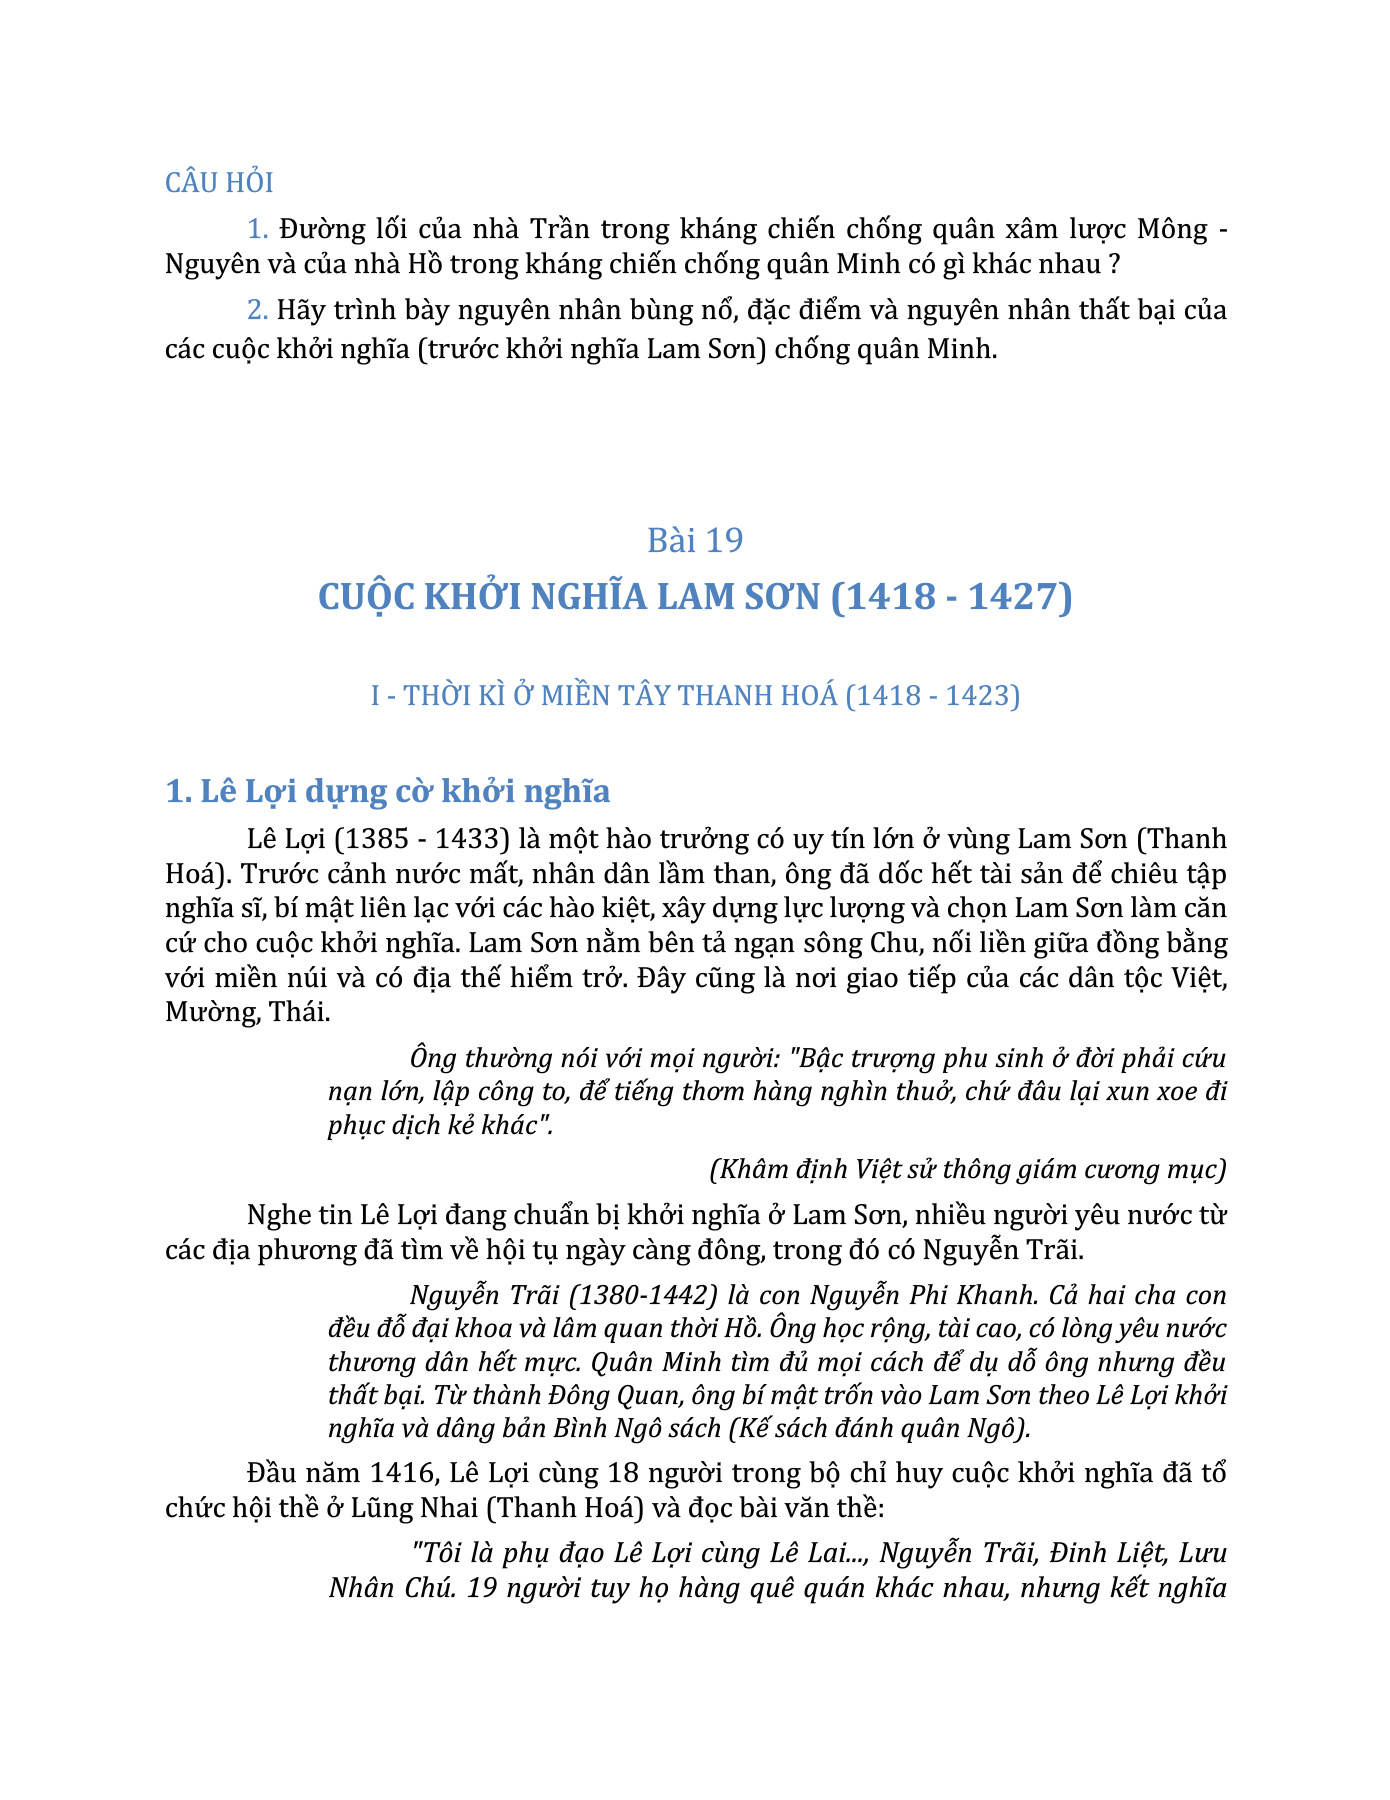 CÂU HỎI
1. Đường lối của nhà Trần trong kháng chiến chống quân xâm lược Mông -
Nguyên và của nhà Hồ trong kháng chiến chống quân Minh có gì khác nhau ?
2. Hãy trình bày nguyên nhân bùng nổ, đặc điểm và nguyên nhân thất bại của
các cuộc khởi nghĩa (trước khởi nghĩa Lam Sơn) chống quân Minh.
Bài 19
CUỘC KHỞI NGHĨA LAM SƠN (1418 - 1427)
I - THỜI KÌ Ở MIỀN TÂY THANH HOÁ (1418 - 1423)
1. Lê Lợi dựng cờ khởi nghĩa
Lê Lợi (1385 - 1433) là một hào trưởng có uy tín lớn ở vùng Lam Sơn (Thanh
Hoá). Trước cảnh nước mất, nhân dân lầm than, ông đã dốc hết tài sản để chiêu tập
nghĩa sĩ, bí mật liên lạc với các hào kiệt, xây dựng lực lượng và chọn Lam Sơn làm căn
cứ cho cuộc khởi nghĩa. Lam Sơn nằm bên tả ngạn sông Chu, nối liền giữa đồng bằng
với miền núi và có địa thế hiểm trở. Đây cũng là nơi giao tiếp của các dân tộc Việt,
Mường, Thái.
Ông thường nói với mọi người: "Bậc trượng phu sinh ở đời phải cứu
nạn lớn, lập công to, để tiếng thơm hàng nghìn thuở, chứ đâu lại xun xoe đi
phục dịch kẻ khác".
(Khâm định Việt sử thông giám cương mục)
Nghe tin Lê Lợi đang chuẩn bị khởi nghĩa ở Lam Sơn, nhiều người yêu nước từ
các địa phương đã tìm về hội tụ ngày càng đông, trong đó có Nguyễn Trãi.
Nguyễn Trãi (1380-1442) là con Nguyễn Phi Khanh. Cả hai cha con
đều đỗ đại khoa và lâm quan thời Hồ. Ông học rộng, tài cao, có lòng yêu nước
thương dân hết mực. Quân Minh tìm đủ mọi cách để dụ dỗ ông nhưng đều
thất bại. Từ thành Đông Quan, ông bí mật trốn vào Lam Sơn theo Lê Lợi khởi
nghĩa và dâng bản Bình Ngô sách (Kế sách đánh quân Ngô).
Đầu năm 1416, Lê Lợi cùng 18 người trong bộ chỉ huy cuộc khởi nghĩa đã tổ
chức hội thề ở Lũng Nhai (Thanh Hoá) và đọc bài văn thề:
"Tôi là phụ đạo Lê Lợi cùng Lê Lai..., Nguyễn Trãi, Đinh Liệt, Lưu
Nhân Chú. 19 người tuy họ hàng quê quán khác nhau, nhưng kết nghĩa